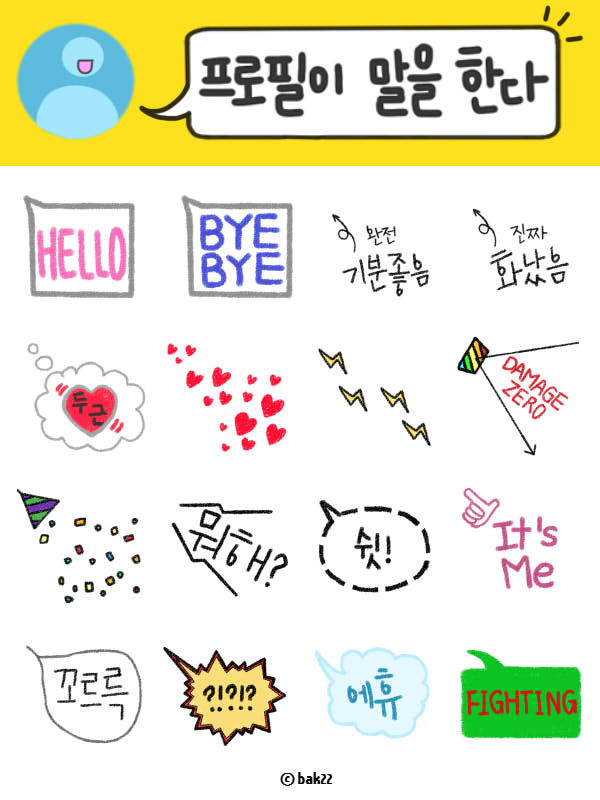 프로필이 말을 한다
HELLO
BYE
BYE
완전
기분좋음
진짜
화났음
두근
DAMAGE
ZERO
뭐해?
쉿!
It's
Me
꼬르륵
?!?!?
에휴
FIGHTING
© bak22